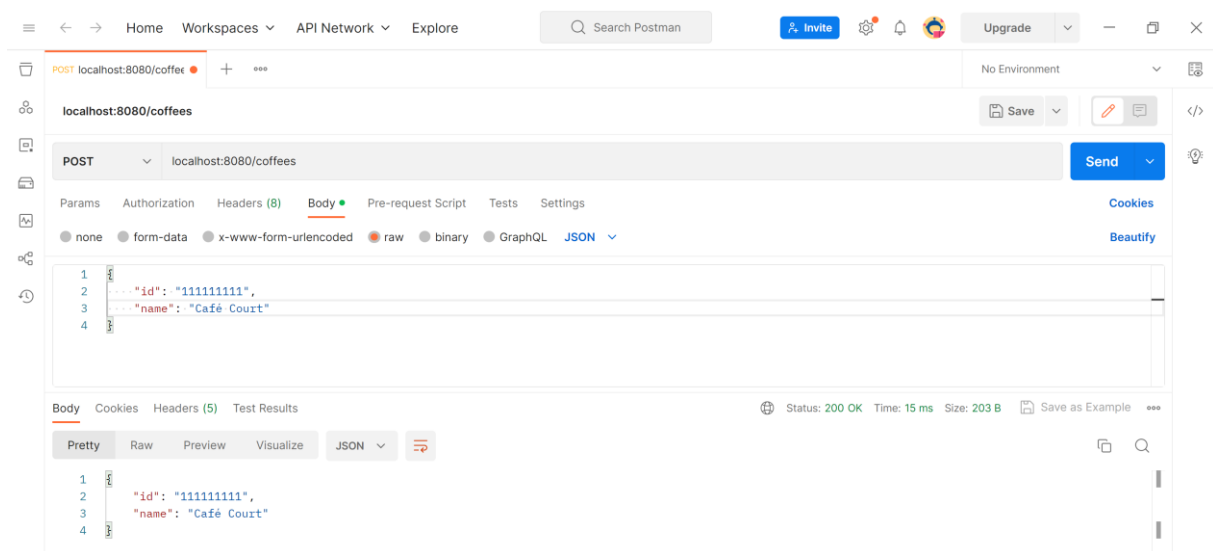 Home Workspaces API Network Explore Search Postman Invite Upgrade
POST localhost:8080/coffee No Environment
localhost:8080/coffees Save
POST localhost:8080/coffees Send
Params Authorization Headers (8) Body Pre-request Script Tests Settings Cookies
none form-data x-www-form-urlencoded raw binary GraphQL JSON Beautify
1 {
2 "id": "111111111",
3 "name": "Café Court"
4 }
Body Cookies Headers (5) Test Results Status: 200 OK Time: 15 ms Size: 203 B Save as Example
Pretty Raw Preview Visualize JSON
1 {
2 "id": "111111111",
3 "name": "Café Court"
4 }